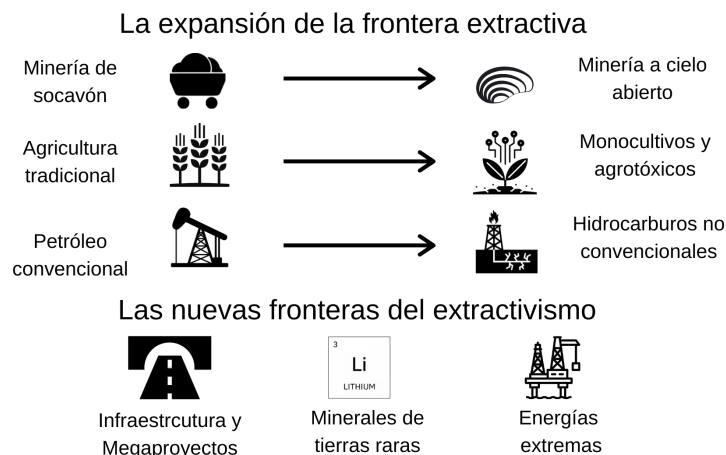 La expansión de la frontera extractiva
Minería de
socavón
Minería a cielo
abierto
Agricultura
tradicional
Monocultivos y
agrotóxicos
Petróleo
convencional
Hidrocarburos no
convencionales
Las nuevas fronteras del extractivismo
3
Li
LITHIUM
Infraestrcutura y
Megaproyectos
Minerales de
tierras raras
Energías
extremas